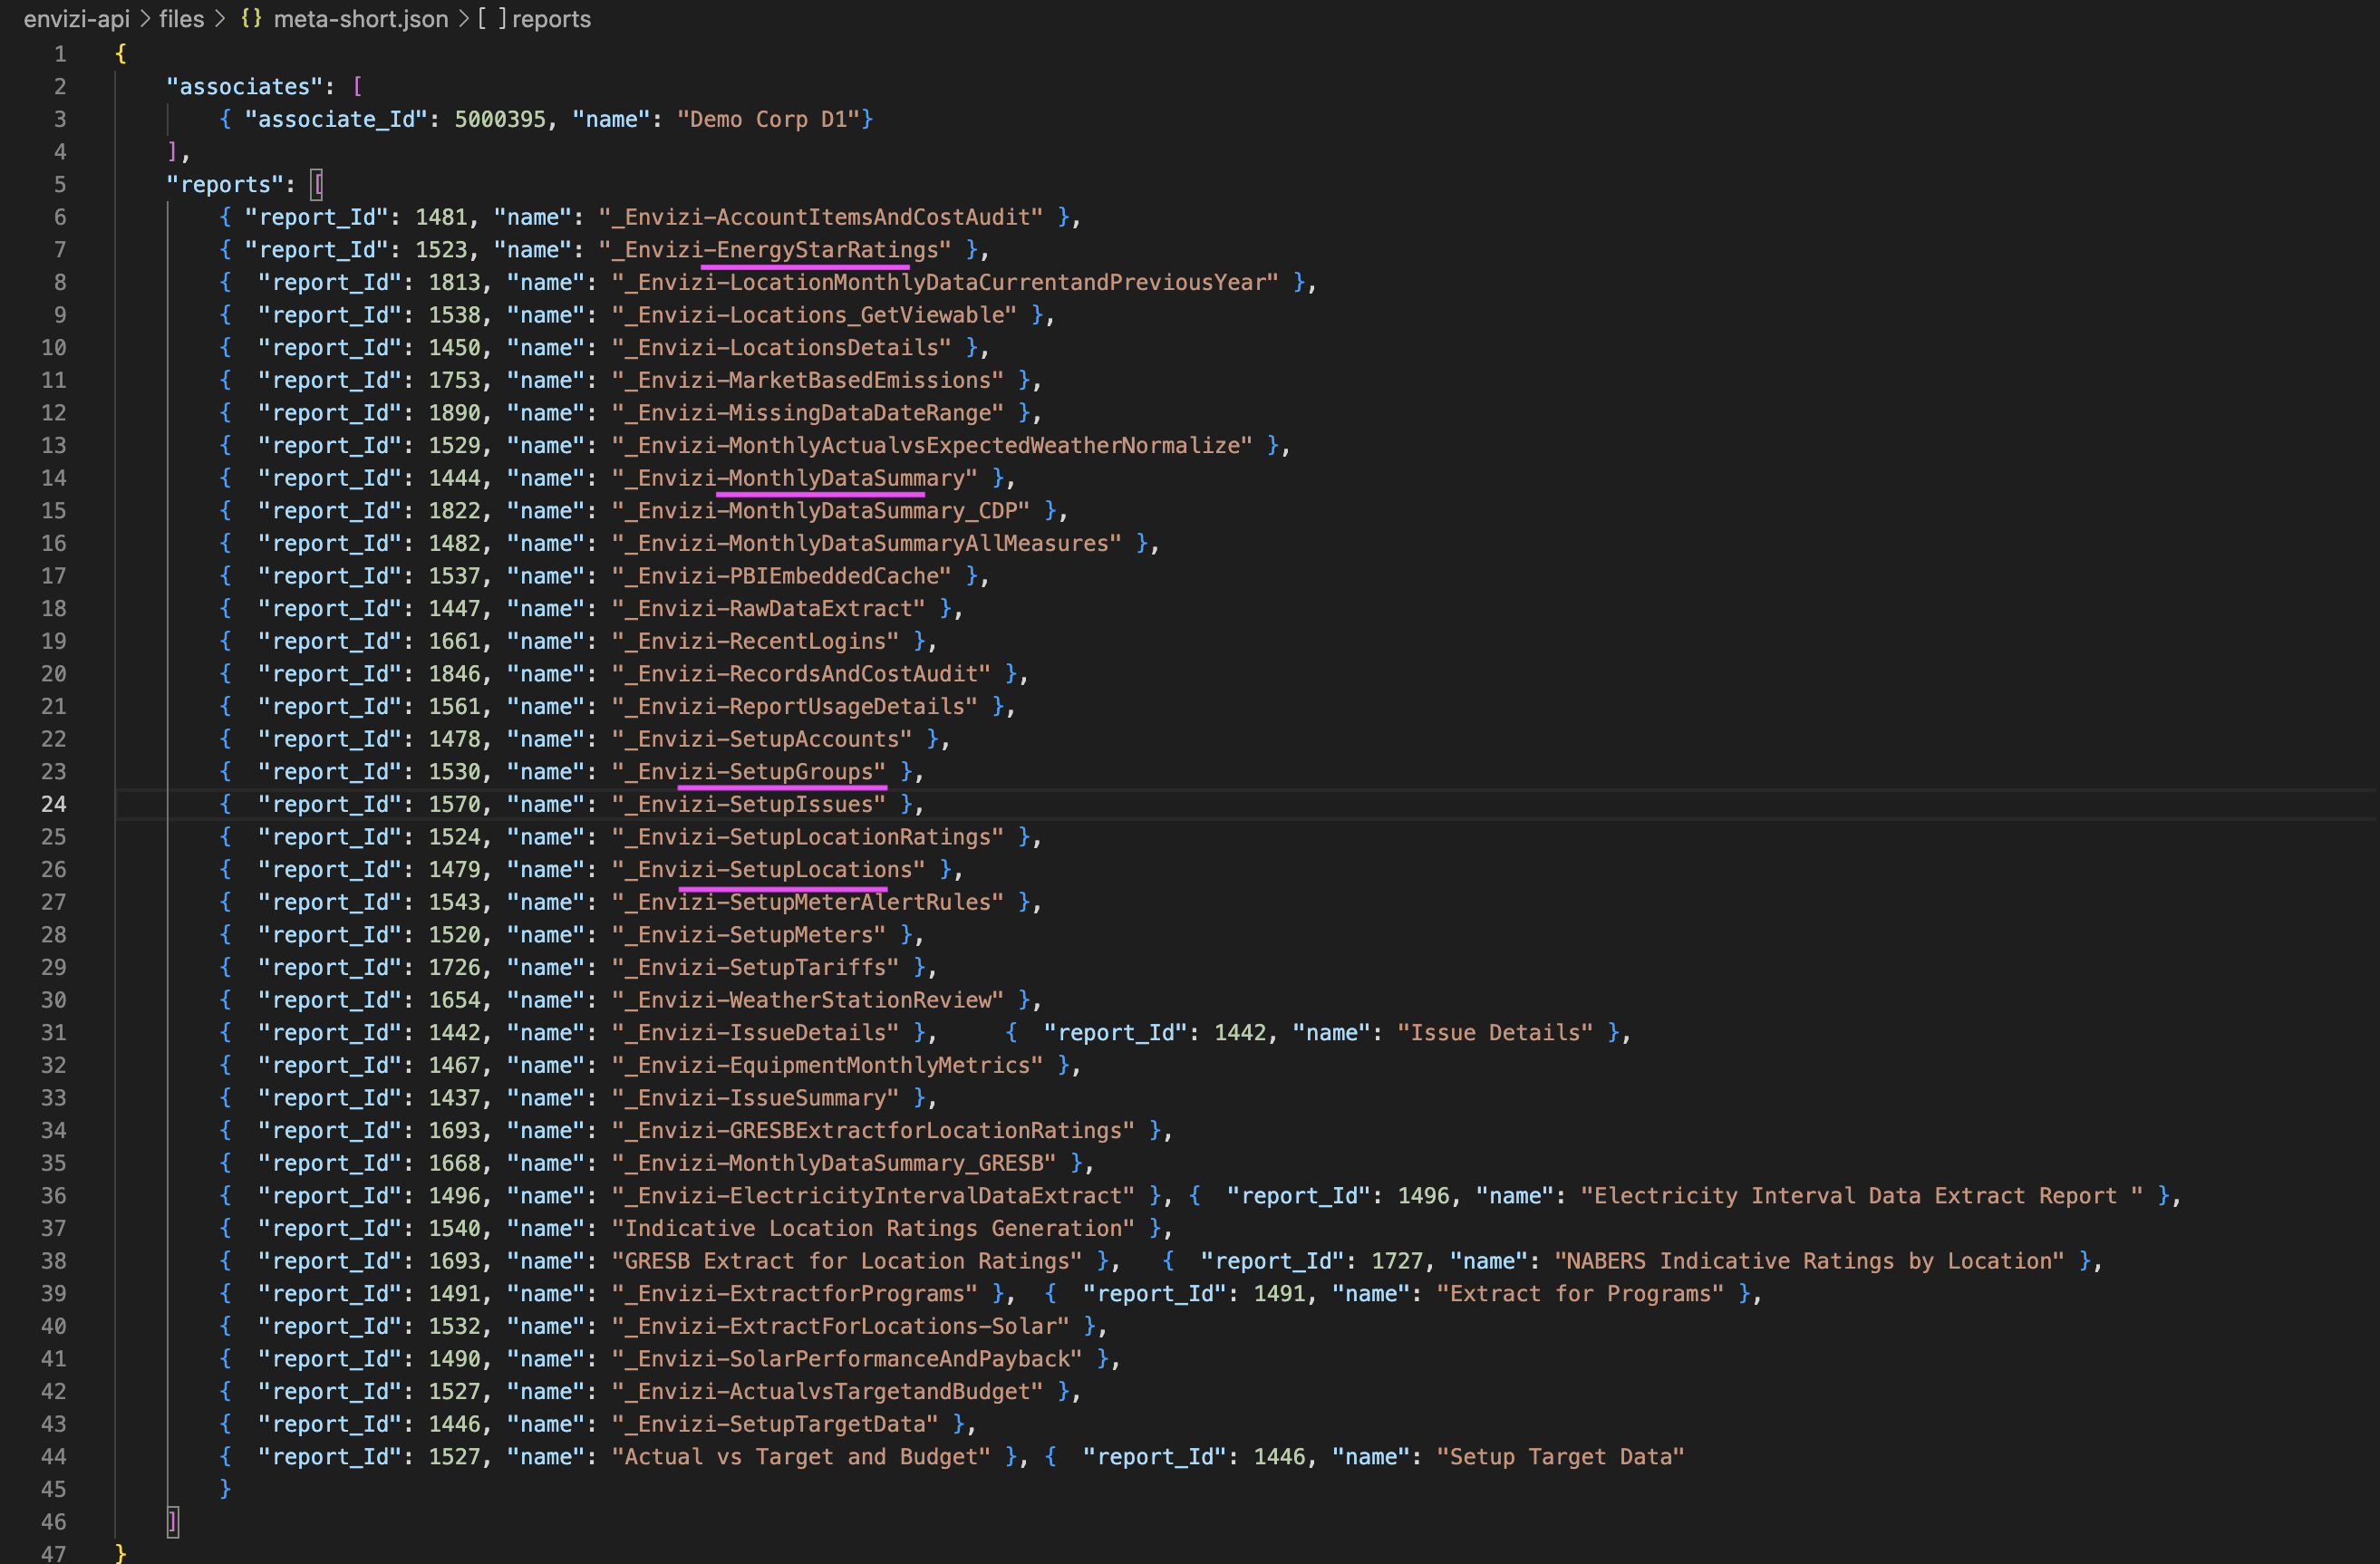 envizi-api > files > {} meta-short.json > [ ] reports
1 {
2 "associates": [
3 { "associate_Id": 5000395, "name": "Demo Corp D1"}
4 ],
5 "reports": [
6 { "report_Id": 1481, "name": "_Envizi-AccountItemsAndCostAudit" },
7 { "report_Id": 1523, "name": "_Envizi-EnergyStarRatings" },
8 {  "report_Id": 1813, "name": "_Envizi-LocationMonthlyDataCurrentandPreviousYear" },
9 {  "report_Id": 1538, "name": "_Envizi-Locations_GetViewable" },
10 {  "report_Id": 1450, "name": "_Envizi-LocationsDetails" },
11 {  "report_Id": 1753, "name": "_Envizi-MarketBasedEmissions" },
12 {  "report_Id": 1890, "name": "_Envizi-MissingDataDateRange" },
13 {  "report_Id": 1529, "name": "_Envizi-MonthlyActualvsExpectedWeatherNormalize" },
14 {  "report_Id": 1444, "name": "_Envizi-MonthlyDataSummary" },
15 {  "report_Id": 1822, "name": "_Envizi-MonthlyDataSummary_CDP" },
16 {  "report_Id": 1482, "name": "_Envizi-MonthlyDataSummaryAllMeasures" },
17 {  "report_Id": 1537, "name": "_Envizi-PBIEmbeddedCache" },
18 {  "report_Id": 1447, "name": "_Envizi-RawDataExtract" },
19 {  "report_Id": 1661, "name": "_Envizi-RecentLogins" },
20 {  "report_Id": 1846, "name": "_Envizi-RecordsAndCostAudit" },
21 {  "report_Id": 1561, "name": "_Envizi-ReportUsageDetails" },
22 {  "report_Id": 1478, "name": "_Envizi-SetupAccounts" },
23 {  "report_Id": 1530, "name": "_Envizi-SetupGroups" },
24 {  "report_Id": 1570, "name": "_Envizi-SetupIssues" },
25 {  "report_Id": 1524, "name": "_Envizi-SetupLocationRatings" },
26 {  "report_Id": 1479, "name": "_Envizi-SetupLocations" },
27 {  "report_Id": 1543, "name": "_Envizi-SetupMeterAlertRules" },
28 {  "report_Id": 1520, "name": "_Envizi-SetupMeters" },
29 {  "report_Id": 1726, "name": "_Envizi-SetupTariffs" },
30 {  "report_Id": 1654, "name": "_Envizi-WeatherStationReview" },
31 {  "report_Id": 1442, "name": "_Envizi-IssueDetails" },     {  "report_Id": 1442, "name": "Issue Details" },
32 {  "report_Id": 1467, "name": "_Envizi-EquipmentMonthlyMetrics" },
33 {  "report_Id": 1437, "name": "_Envizi-IssueSummary" },
34 {  "report_Id": 1693, "name": "_Envizi-GRESBExtractforLocationRatings" },
35 {  "report_Id": 1668, "name": "_Envizi-MonthlyDataSummary_GRESB" },
36 {  "report_Id": 1496, "name": "_Envizi-ElectricityIntervalDataExtract" }, {  "report_Id": 1496, "name": "Electricity Interval Data Extract Report " },
37 {  "report_Id": 1540, "name": "Indicative Location Ratings Generation" },
38 {  "report_Id": 1693, "name": "GRESB Extract for Location Ratings" },   {  "report_Id": 1727, "name": "NABERS Indicative Ratings by Location" },
39 {  "report_Id": 1491, "name": "_Envizi-ExtractforPrograms" },  {  "report_Id": 1491, "name": "Extract for Programs" },
40 {  "report_Id": 1532, "name": "_Envizi-ExtractForLocations-Solar" },
41 {  "report_Id": 1490, "name": "_Envizi-SolarPerformanceAndPayback" },
42 {  "report_Id": 1527, "name": "_Envizi-ActualvsTargetandBudget" },
43 {  "report_Id": 1446, "name": "_Envizi-SetupTargetData" },
44 {  "report_Id": 1527, "name": "Actual vs Target and Budget" }, {  "report_Id": 1446, "name": "Setup Target Data"
45 }
46 ]
47 }